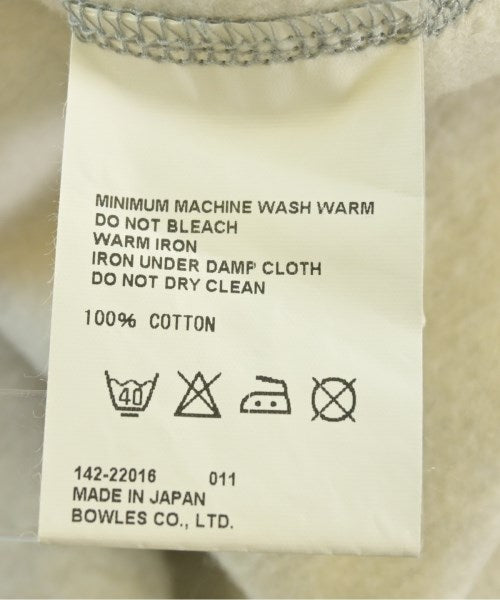 MINIMUM MACHINE WASH WARM
DO NOT BLEACH
WARM IRON
IRON UNDER DAMP CLOTH
DO NOT DRY CLEAN
100% COTTON
40
142-22016 011
MADE IN JAPAN
BOWLES CO., LTD.